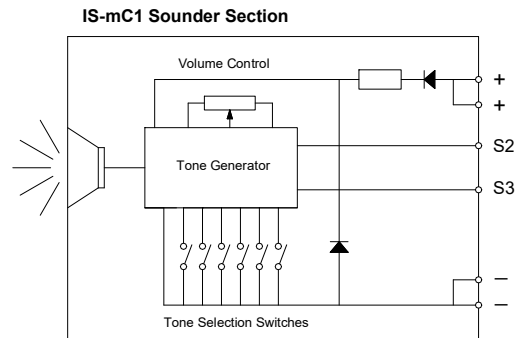 IS-mC1 Sounder Section
Volume Control
+
+
S2
Tone Generator
S3
–
–
Tone Selection Switches